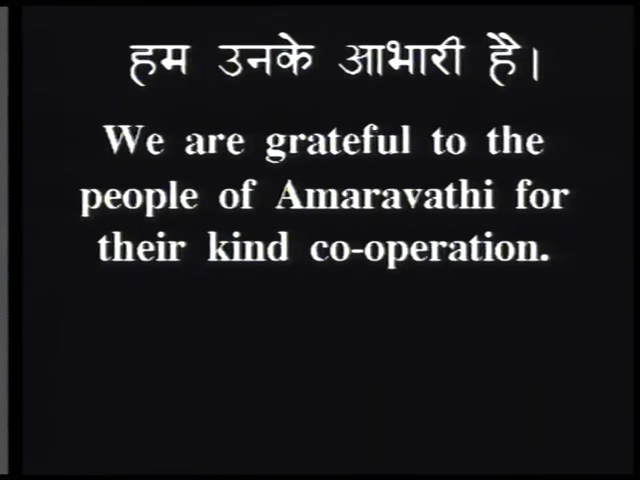 हम उनके आभारी है।
We are grateful to the
people of Amaravathi for
their kind co-operation.